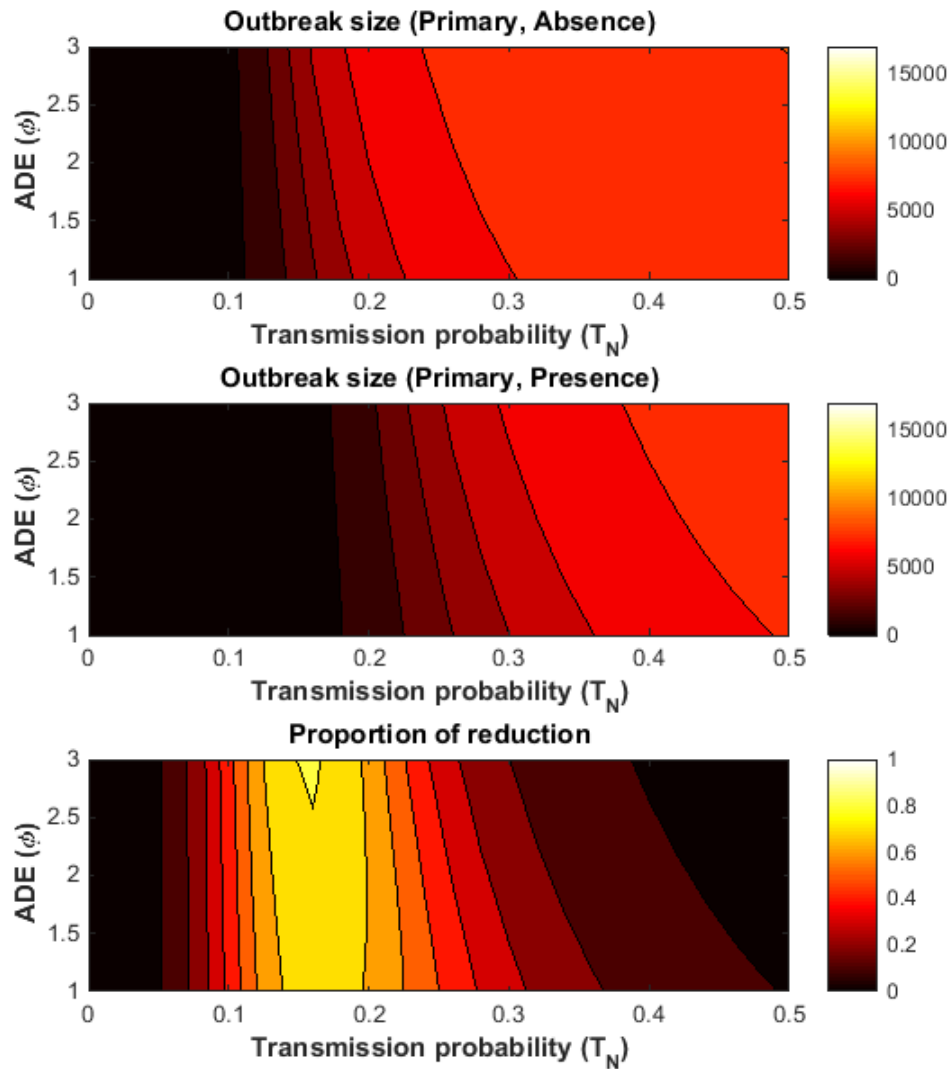 Outbreak size (Primary, Absence)
ADE (ϕ)
3
2.5
2
1.5
1
0 0.1 0.2 0.3 0.4 0.5
Transmission probability (T_N)
15000
10000
5000
0
Outbreak size (Primary, Presence)
ADE (ϕ)
3
2.5
2
1.5
1
0 0.1 0.2 0.3 0.4 0.5
Transmission probability (T_N)
15000
10000
5000
0
Proportion of reduction
ADE (ϕ)
3
2.5
2
1.5
1
0 0.1 0.2 0.3 0.4 0.5
Transmission probability (T_N)
1
0.8
0.6
0.4
0.2
0